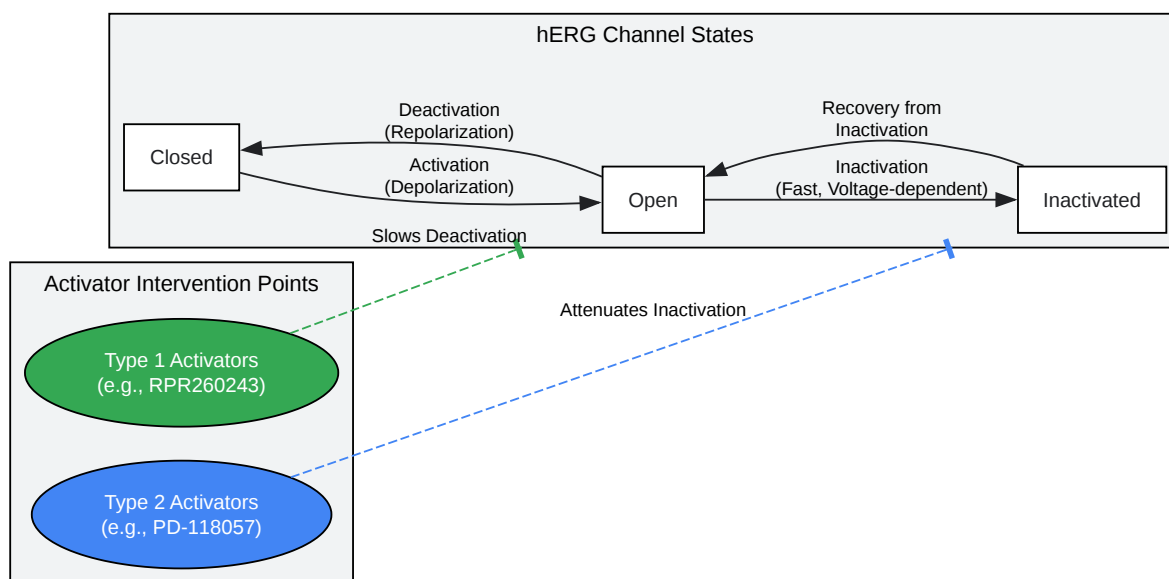 hERG Channel States
Deactivation
(Repolarization)
Recovery from
Inactivation
Closed
Activation
(Depolarization)
Inactivation
(Fast, Voltage-dependent)
Open
Inactivated
Slows Deactivation
Activator Intervention Points
Attenuates Inactivation
Type 1 Activators
(e.g., RPR260243)
Type 2 Activators
(e.g., PD-118057)